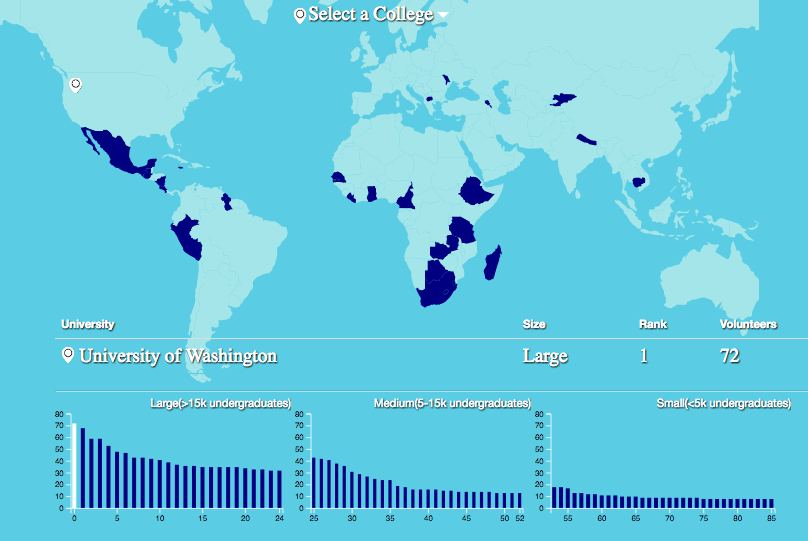 Select a College
University Size Rank Volunteers
University of Washington Large 1 72
Large(>15k undergraduates) Medium(5-15k undergraduates) Small(<5k undergraduates)
80 80 80
70 70 70
60 60 60
50 50 50
40 40 40
30 30 30
20 20 20
10 10 10
0 0 0
0 5 10 15 20 24 25 30 35 40 45 50 52 55 60 65 70 75 80 85